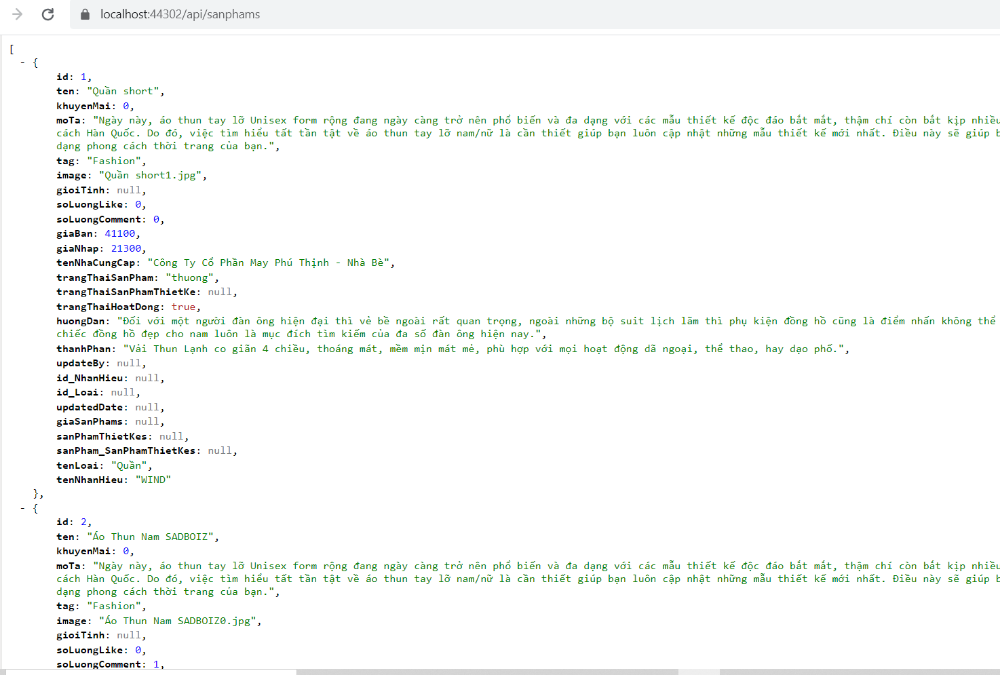 localhost:44302/api/sanphams
[
- {
id: 1,
ten: "Quần short",
khuyenMai: 0,
moTa: "Ngày này, áo thun tay lỡ Unisex form rộng đang ngày càng trở nên phổ biến và đa dạng với các mẫu thiết kế độc đáo bắt mắt, thậm chí còn bắt kịp nhiều
cách Hàn Quốc. Do đó, việc tìm hiểu tất tần tật về áo thun tay lỡ nam/nữ là cần thiết giúp bạn luôn cập nhật những mẫu thiết kế mới nhất. Điều này sẽ giúp
dạng phong cách thời trang của bạn.",
tag: "Fashion",
image: "Quần short1.jpg",
gioiTinh: null,
soLuongLike: 0,
soLuongComment: 0,
giaBan: 41100,
giaNhap: 21300,
tenNhaCungCap: "Công Ty Cổ Phần May Phú Thịnh - Nhà Bè",
trangThaiSanPham: "thuong",
trangThaiSanPhamThietKe: null,
trangThaiHoatDong: true,
huongDan: "Đối với một người đàn ông hiện đại thì vẻ bề ngoài rất quan trọng, ngoài những bộ suit lịch lãm thì phụ kiện đồng hồ cũng là điểm nhấn không thể
chiếc đồng hồ đẹp cho nam luôn là mục đích tìm kiếm của đa số đàn ông hiện nay.",
thanhPhan: "Vải Thun Lạnh co giãn 4 chiều, thoáng mát, mềm mịn mát mẻ, phù hợp với mọi hoạt động dã ngoại, thể thao, hay dạo phố.",
updateBy: null,
id_NhanHieu: null,
id_Loai: null,
updatedDate: null,
giaSanPhams: null,
sanPhamThietKes: null,
sanPham_SanPhamThietKes: null,
tenLoai: "Quần",
tenNhanHieu: "WIND"
},
- {
id: 2,
ten: "Áo Thun Nam SADBOIZ",
khuyenMai: 0,
moTa: "Ngày này, áo thun tay lỡ Unisex form rộng đang ngày càng trở nên phổ biến và đa dạng với các mẫu thiết kế độc đáo bắt mắt, thậm chí còn bắt kịp nhiều
cách Hàn Quốc. Do đó, việc tìm hiểu tất tần tật về áo thun tay lỡ nam/nữ là cần thiết giúp bạn luôn cập nhật những mẫu thiết kế mới nhất. Điều này sẽ giúp
dạng phong cách thời trang của bạn.",
tag: "Fashion",
image: "Áo Thun Nam SADBOIZ0.jpg",
gioiTinh: null,
soLuongLike: 0,
soLuongComment: 1,